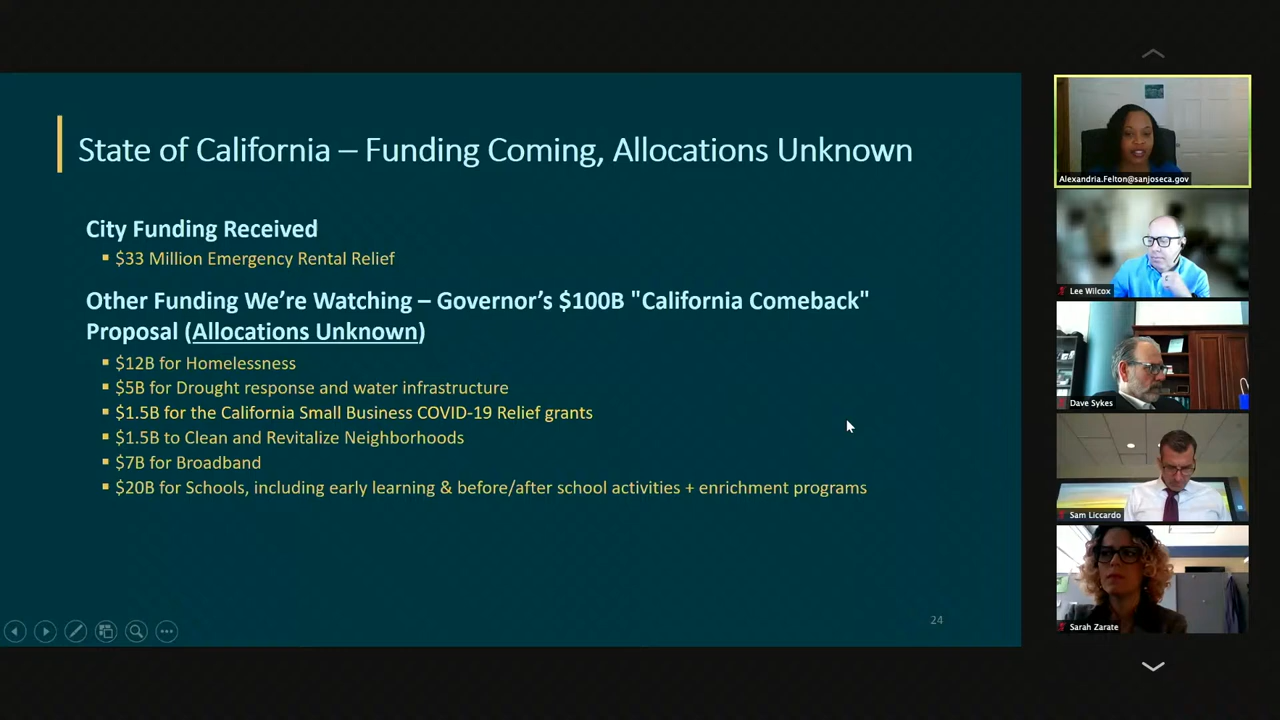 State of California – Funding Coming, Allocations Unknown
City Funding Received
▪ $33 Million Emergency Rental Relief
Other Funding We’re Watching – Governor’s $100B "California Comeback"
Proposal (Allocations Unknown)
▪ $12B for Homelessness
▪ $5B for Drought response and water infrastructure
▪ $1.5B for the California Small Business COVID-19 Relief grants
▪ $1.5B to Clean and Revitalize Neighborhoods
▪ $7B for Broadband
▪ $20B for Schools, including early learning & before/after school activities + enrichment programs
24
Alexandria.Felton@sanjoseca.gov
Lee Wilcox
Dave Sykes
Sam Liccardo
Sarah Zarate